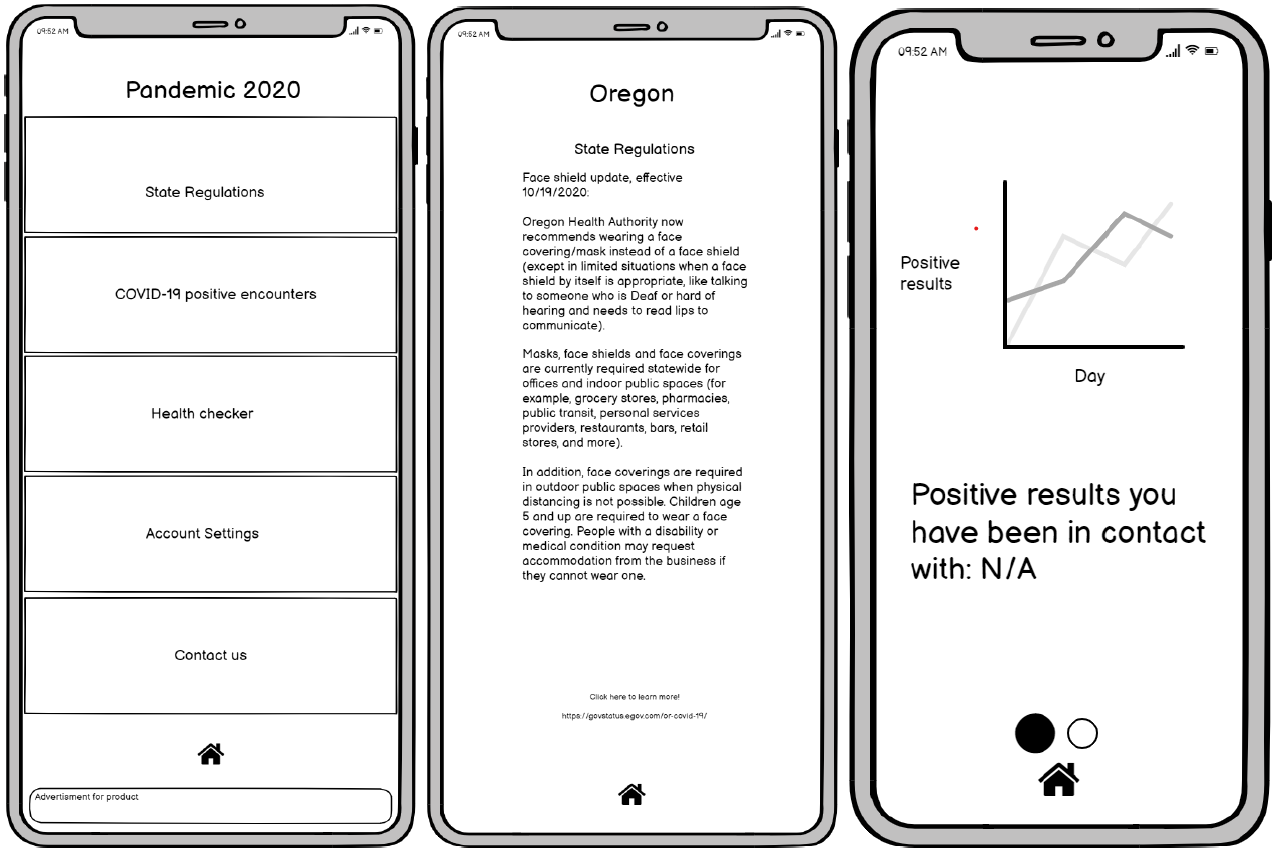 09:52 AM
Pandemic 2020
State Regulations
COVID-19 positive encounters
Health checker
Account Settings
Contact us
Advertisment for product
09:52 AM
Oregon
State Regulations
Face shield update, effective
10/19/2020:
Oregon Health Authority now
recommends wearing a face
covering/mask instead of a face shield
(except in limited situations when a face
shield by itself is appropriate, like talking
to someone who is Deaf or hard of
hearing and needs to read lips to
communicate).
Masks, face shields and face coverings
are currently required statewide for
offices and indoor public spaces (for
example, grocery stores, pharmacies,
public transit, personal services
providers, restaurants, bars, retail
stores, and more).
In addition, face coverings are required
in outdoor public spaces when physical
distancing is not possible. Children age
5 and up are required to wear a face
covering. People with a disability or
medical condition may request
accommodation from the business if
they cannot wear one.
Click here to learn more!
https://govstatus.egov.com/or-covid-19/
09:52 AM
Positive
results
Day
Positive results you
have been in contact
with: N/A